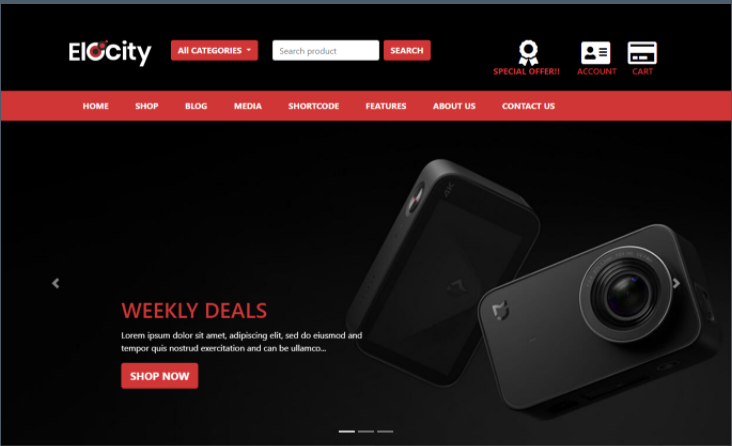 Elocity
All CATEGORIES
Search product
SEARCH
SPECIAL OFFER!!
ACCOUNT
CART
HOME
SHOP
BLOG
MEDIA
SHORTCODE
FEATURES
ABOUT US
CONTACT US
4K
WEEKLY DEALS
Lorem ipsum dolor sit amet, adipiscing elit, sed do eiusmod and
tempor quis nostrud exercitation and can be ullamco...
SHOP NOW